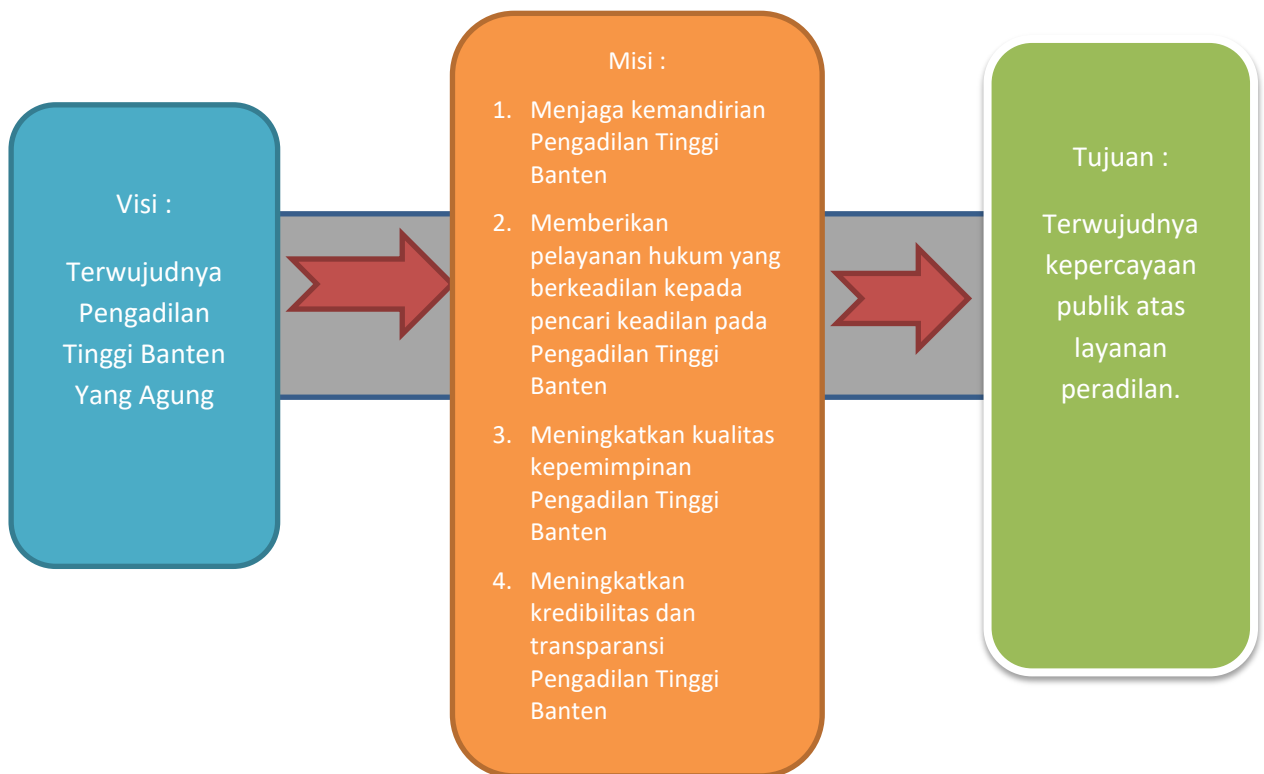 Visi :
Terwujudnya
Pengadilan
Tinggi Banten
Yang Agung
Misi :
1. Menjaga kemandirian
Pengadilan Tinggi
Banten
2. Memberikan
pelayanan hukum yang
berkeadilan kepada
pencari keadilan pada
Pengadilan Tinggi
Banten
3. Meningkatkan kualitas
kepemimpinan
Pengadilan Tinggi
Banten
4. Meningkatkan
kredibilitas dan
transparansi
Pengadilan Tinggi
Banten
Tujuan :
Terwujudnya
kepercayaan
publik atas
layanan
peradilan.